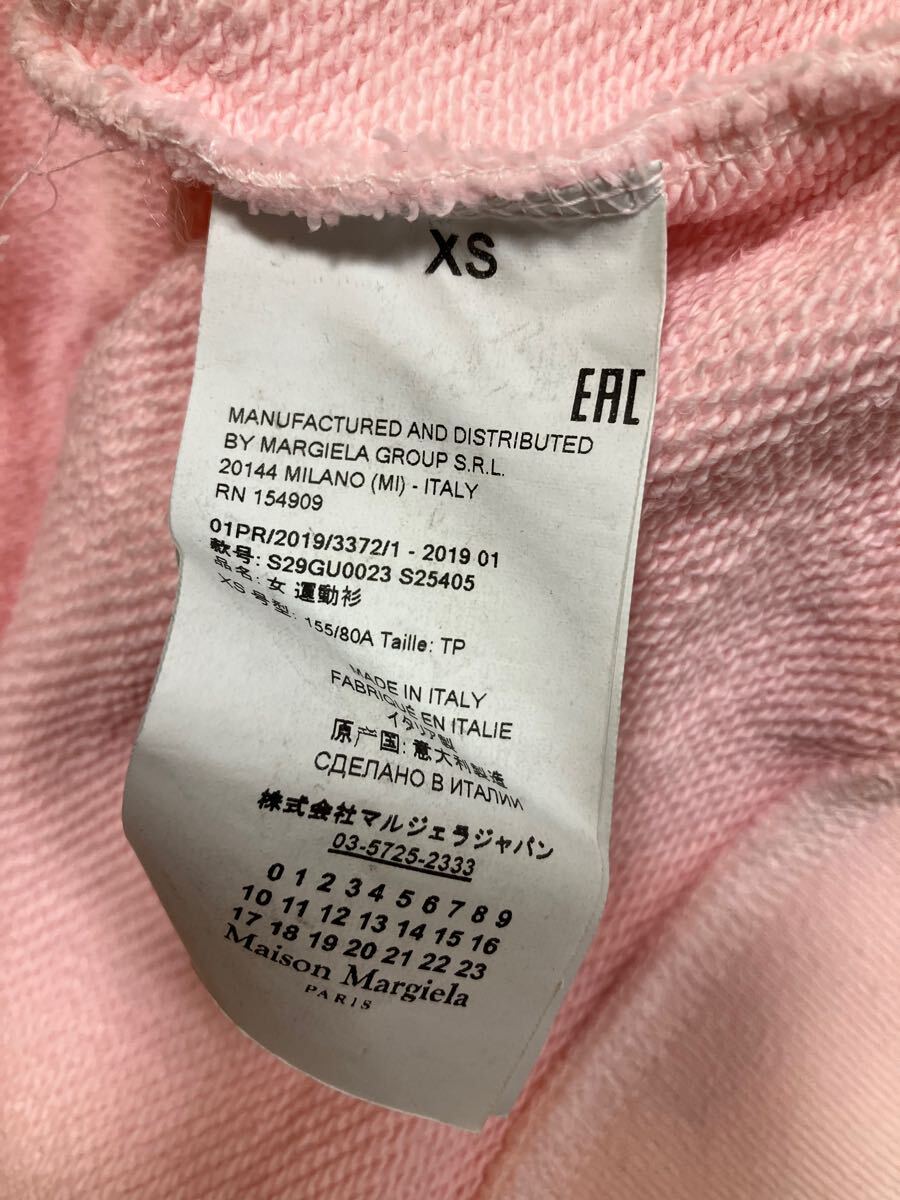 XS
EAC
MANUFACTURED AND DISTRIBUTED
BY MARGIELA GROUP S.R.L.
20144 MILANO (MI) - ITALY
RN 154909
01PR/2019/3372/1 - 2019 01
款号: S29GU0023 S25405
品名: 女 運動衫
XS 号型: 155/80A Taille: TP
MADE IN ITALY
FABRIQUÉ EN ITALIE
イタリア製
原产国: 意大利製造
СДЕЛАНО В ИТАЛИИ
株式会社マルジェラジャパン
03-5725-2333
0 1 2 3 4 5 6 7 8 9
10 11 12 13 14 15 16
17 18 19 20 21 22 23
Maison Margiela
PARIS